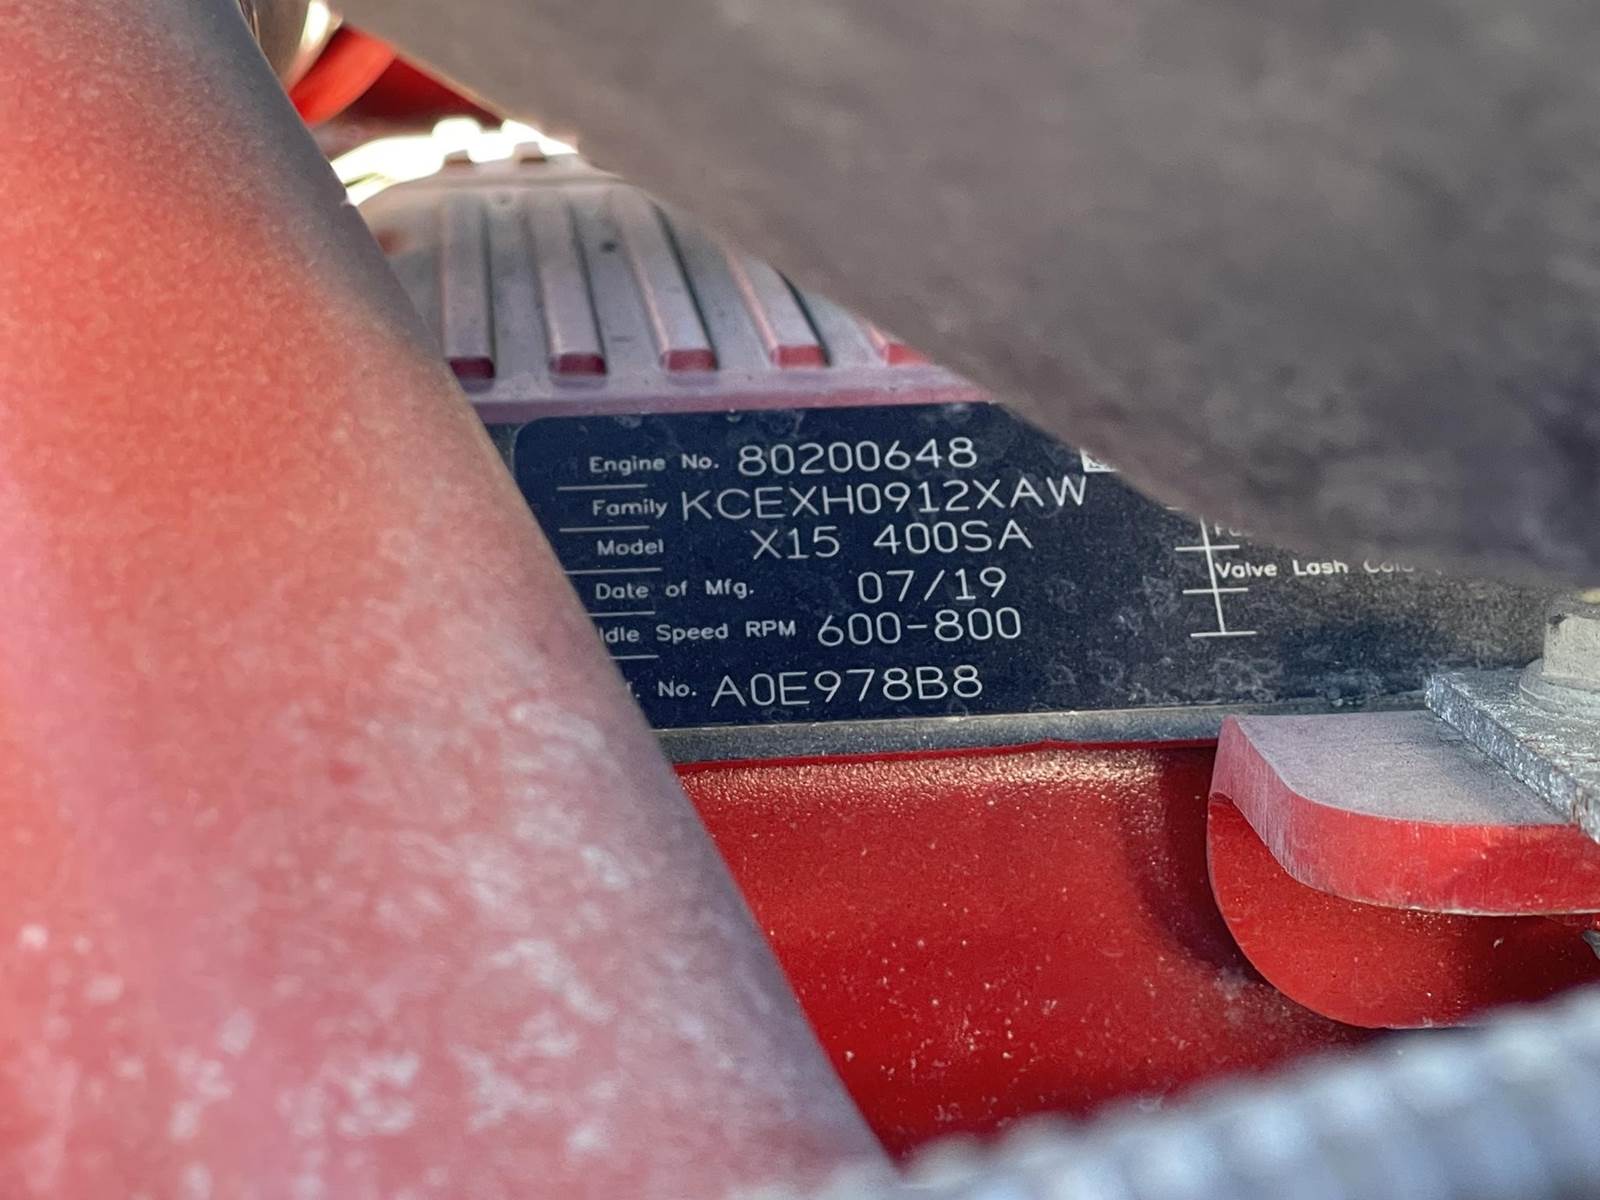 Engine No. 80200648
Family KCEXH0912XAW
Model X15 400SA
Date of Mfg. 07/19
Idle Speed RPM 600-800
No. A0E978B8
Valve Lash